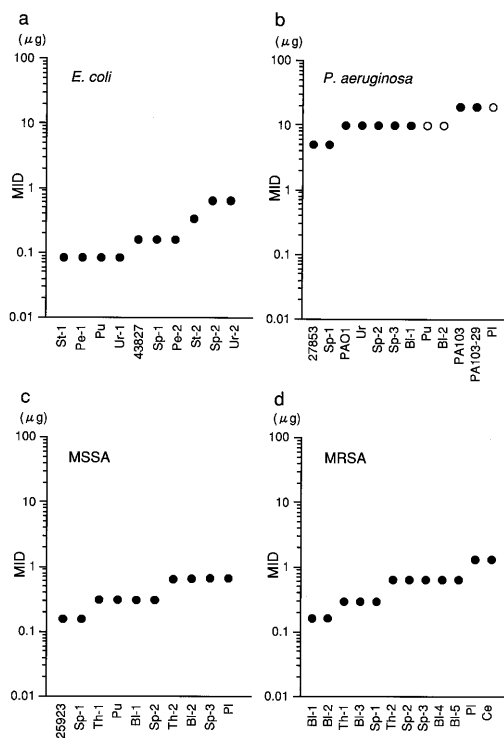 a
(μg)
100
E. coli
10
MID
1
0.1
0.01
St-1 Pe-1 Pu Ur-1 43827 Sp-1 Pe-2 St-2 Sp-2 Ur-2
b
(μg)
100
P. aeruginosa
10
MID
1
0.1
0.01
27853 Sp-1 PAO1 Ur Sp-2 Sp-3 Bl-1 Pu Bl-2 PA103 PA103-29 Pl
c
(μg)
100
MSSA
10
MID
1
0.1
0.01
25923 Sp-1 Th-1 Pu Bl-1 Sp-2 Th-2 Bl-2 Sp-3 Pl
d
(μg)
100
MRSA
10
MID
1
0.1
0.01
Bl-1 Bl-2 Th-1 Bl-3 Sp-1 Th-2 Sp-2 Sp-3 Bl-4 Bl-5 Pl Ce